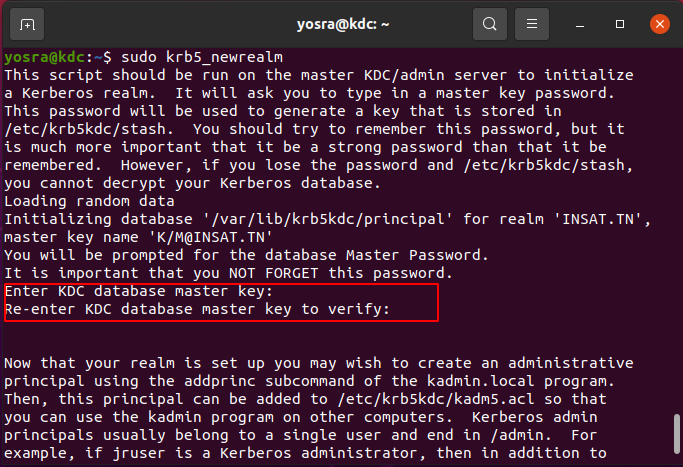 yosra@kdc: ~
yosra@kdc:~$ sudo krb5_newrealm
This script should be run on the master KDC/admin server to initialize
a Kerberos realm.  It will ask you to type in a master key password.
This password will be used to generate a key that is stored in
/etc/krb5kdc/stash.  You should try to remember this password, but it
is much more important that it be a strong password than that it be
remembered.  However, if you lose the password and /etc/krb5kdc/stash,
you cannot decrypt your Kerberos database.
Loading random data
Initializing database '/var/lib/krb5kdc/principal' for realm 'INSAT.TN',
master key name 'K/M@INSAT.TN'
You will be prompted for the database Master Password.
It is important that you NOT FORGET this password.
Enter KDC database master key:
Re-enter KDC database master key to verify:
Now that your realm is set up you may wish to create an administrative
principal using the addprinc subcommand of the kadmin.local program.
Then, this principal can be added to /etc/krb5kdc/kadm5.acl so that
you can use the kadmin program on other computers.  Kerberos admin
principals usually belong to a single user and end in /admin.  For
example, if jruser is a Kerberos administrator, then in addition to